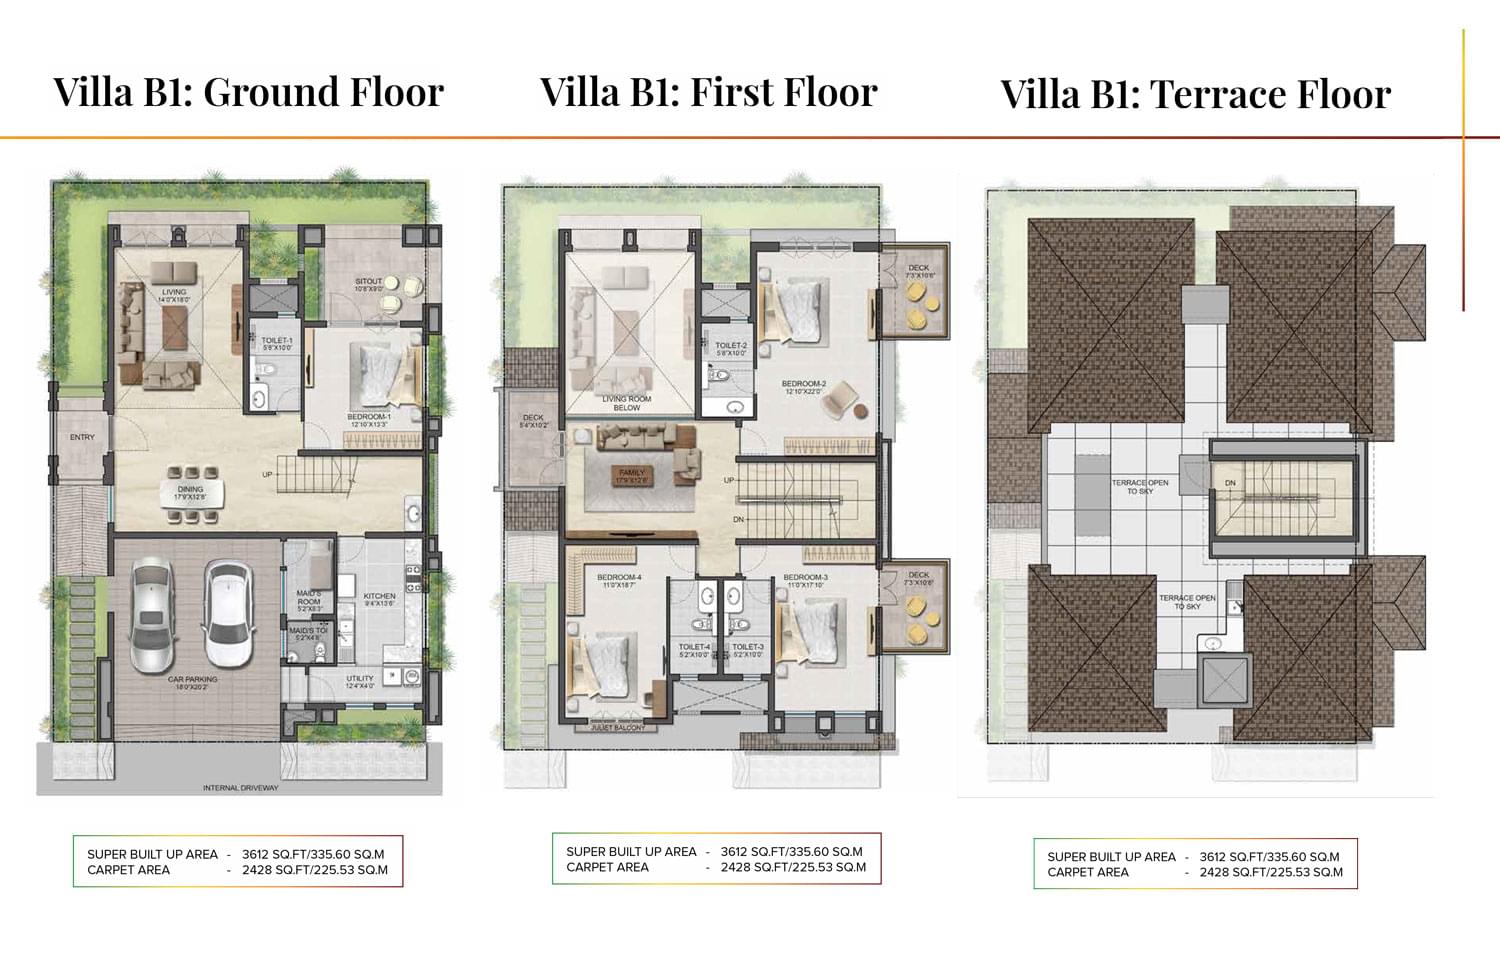 Villa B1: Ground Floor
LIVING
14'0"X18'0"
SITOUT
10'8"X9'0"
TOILET-1
5'8"X10'0"
BEDROOM-1
12'10"X13'3"
ENTRY
UP
DINING
17'9"X12'8"
MAID'S
ROOM
5'2"X8'3"
KITCHEN
9'4"X13'6"
MAID'S TOI
5'2"X4'8"
CAR PARKING
18'0"X20'2"
UTILITY
12'4"X4'0"
INTERNAL DRIVEWAY
SUPER BUILT UP AREA - 3612 SQ.FT/335.60 SQ.M
CARPET AREA - 2428 SQ.FT/225.53 SQ.M
Villa B1: First Floor
DECK
7'3"X10'6"
TOILET-2
5'8"X10'0"
BEDROOM-2
12'10"X22'0"
LIVING ROOM
BELOW
DECK
5'4"X10'2"
FAMILY
17'9"X12'8"
UP
DN
BEDROOM-4
11'0"X18'7"
BEDROOM-3
11'0"X17'10"
DECK
7'3"X10'6"
TOILET-4
5'2"X10'0"
TOILET-3
5'2"X10'0"
JULIET BALCONY
SUPER BUILT UP AREA - 3612 SQ.FT/335.60 SQ.M
CARPET AREA - 2428 SQ.FT/225.53 SQ.M
Villa B1: Terrace Floor
TERRACE OPEN
TO SKY
DN
TERRACE OPEN
TO SKY
SUPER BUILT UP AREA - 3612 SQ.FT/335.60 SQ.M
CARPET AREA - 2428 SQ.FT/225.53 SQ.M